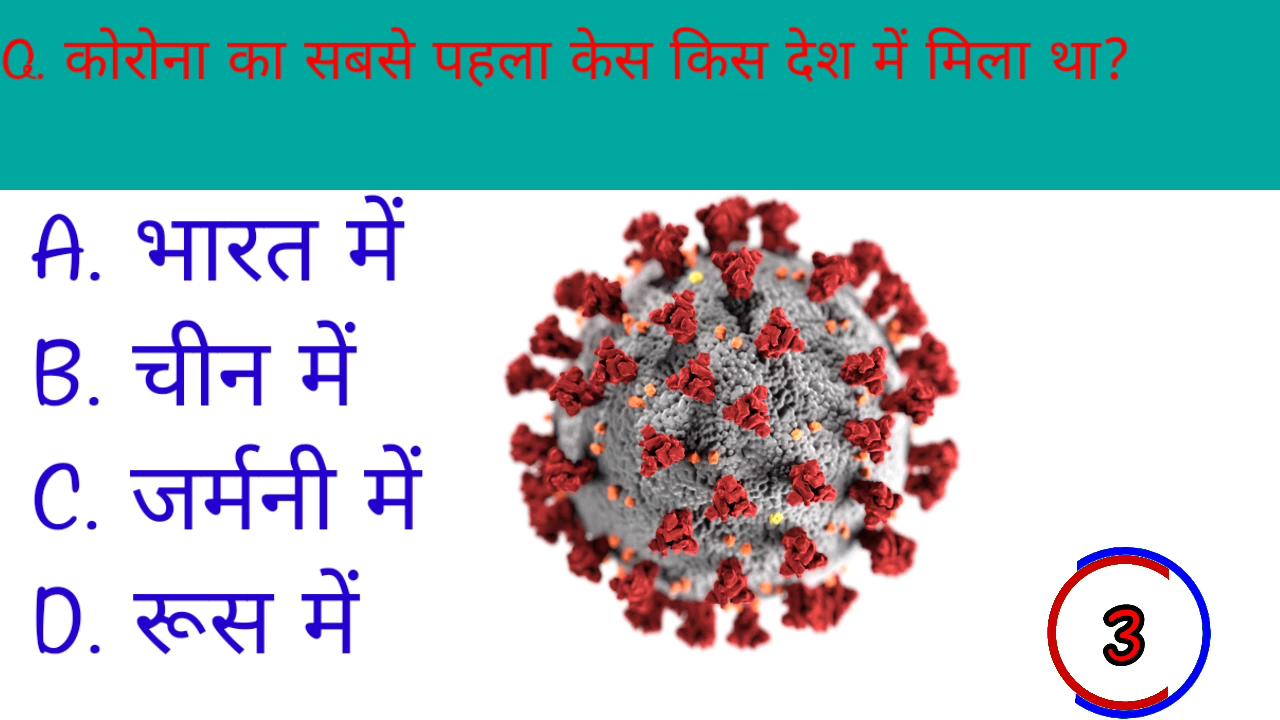 Q. कोरोना का सबसे पहला केस किस देश में मिला था?
A. भारत में
B. चीन में
C. जर्मनी में
D. रूस में
3